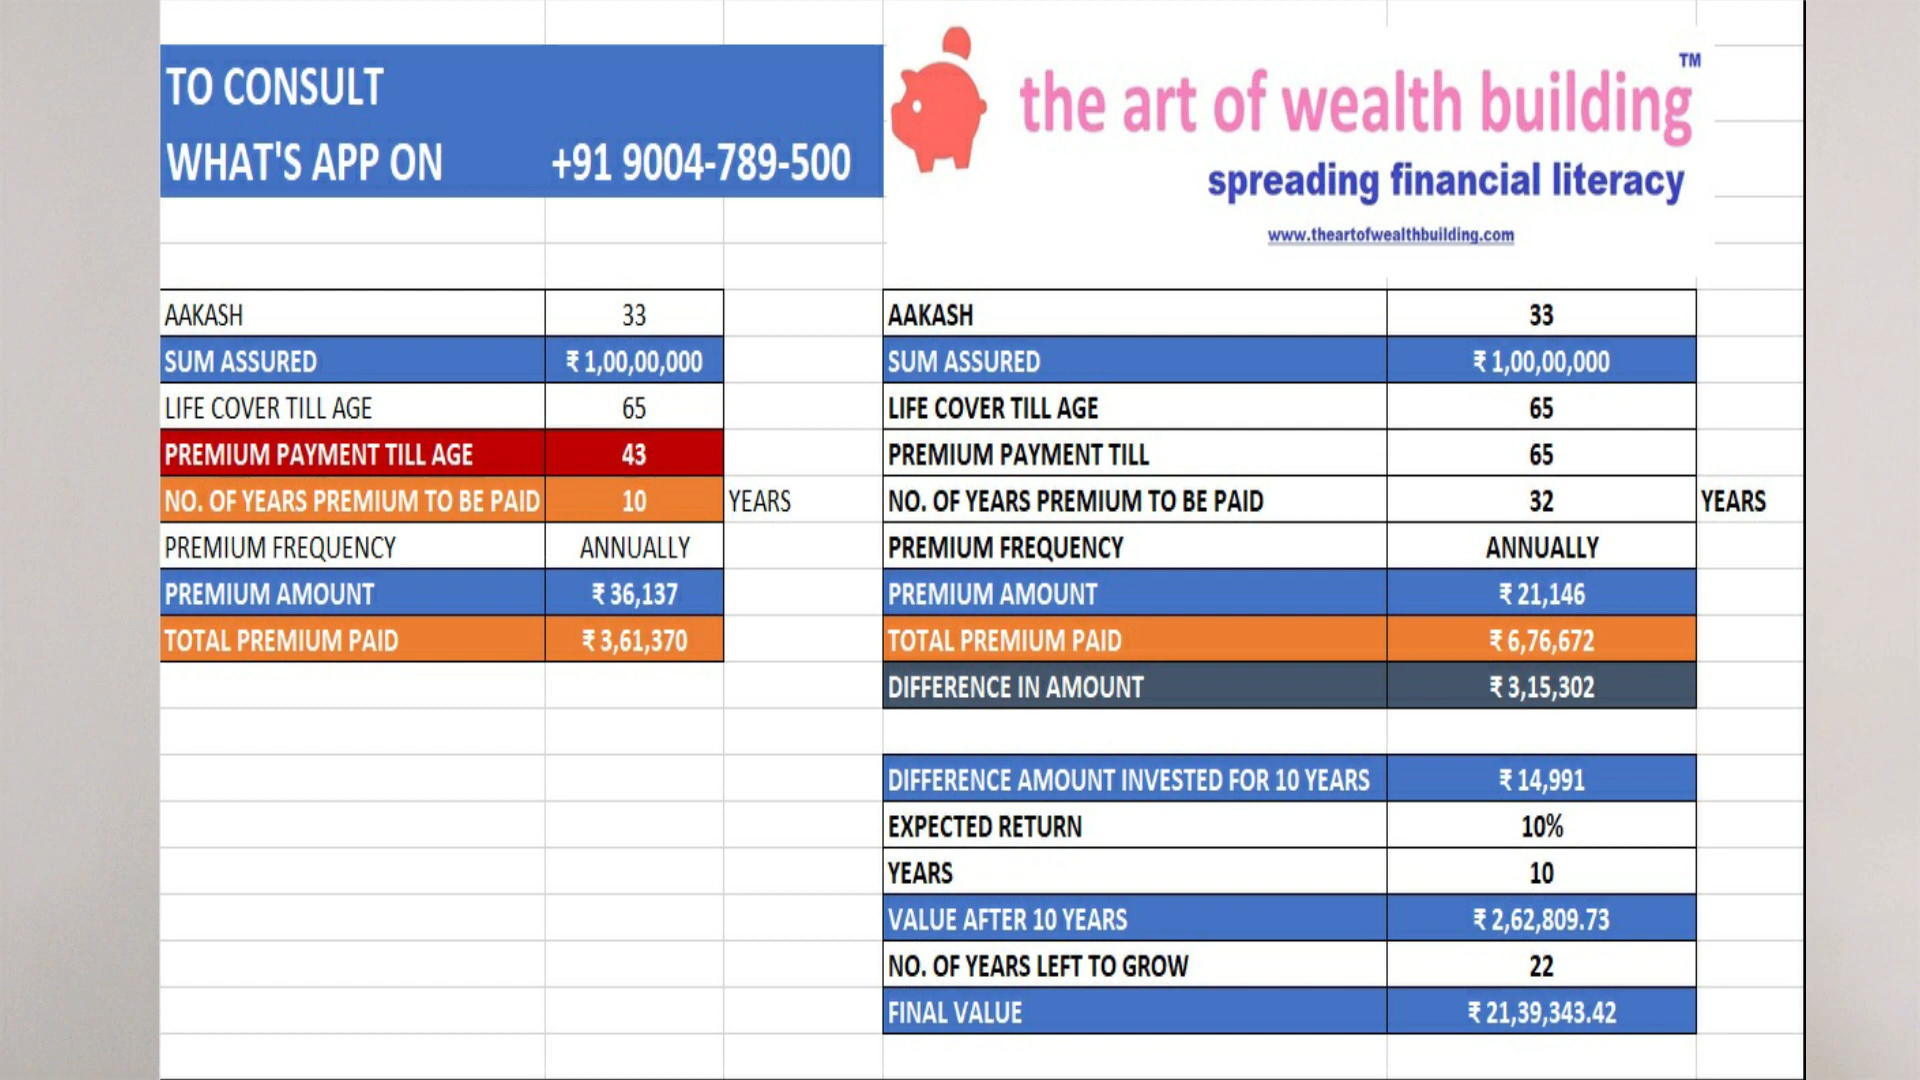 TO CONSULT
WHAT'S APP ON +91 9004-789-500
the art of wealth building TM
spreading financial literacy
www.theartofwealthbuilding.com
AAKASH 33
SUM ASSURED ₹ 1,00,00,000
LIFE COVER TILL AGE 65
PREMIUM PAYMENT TILL AGE 43
NO. OF YEARS PREMIUM TO BE PAID 10 YEARS
PREMIUM FREQUENCY ANNUALLY
PREMIUM AMOUNT ₹ 36,137
TOTAL PREMIUM PAID ₹ 3,61,370
AAKASH 33
SUM ASSURED ₹ 1,00,00,000
LIFE COVER TILL AGE 65
PREMIUM PAYMENT TILL 65
NO. OF YEARS PREMIUM TO BE PAID 32 YEARS
PREMIUM FREQUENCY ANNUALLY
PREMIUM AMOUNT ₹ 21,146
TOTAL PREMIUM PAID ₹ 6,76,672
DIFFERENCE IN AMOUNT ₹ 3,15,302
DIFFERENCE AMOUNT INVESTED FOR 10 YEARS ₹ 14,991
EXPECTED RETURN 10%
YEARS 10
VALUE AFTER 10 YEARS ₹ 2,62,809.73
NO. OF YEARS LEFT TO GROW 22
FINAL VALUE ₹ 21,39,343.42